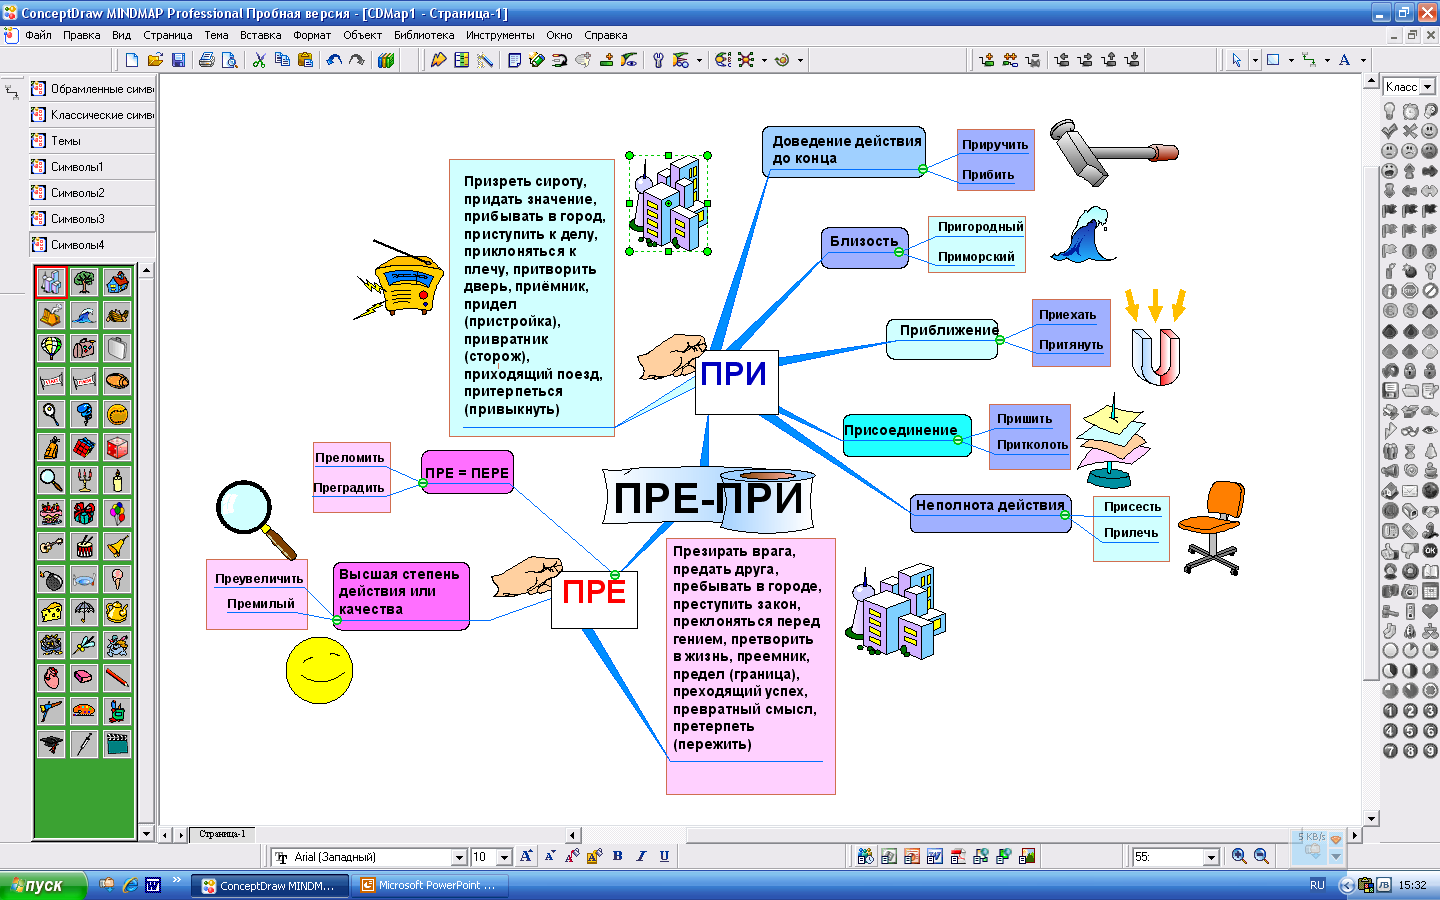 ConceptDraw MINDMAP Professional Пробная версия - [CDMap1 - Страница-1]
Файл Правка Вид Страница Тема Вставка Формат Объект Библиотека Инструменты Окно Справка
Обрамленные симв
Классические симво
Темы
Символы1
Символы2
Символы3
Символы4
Класс
Призреть сироту,
придать значение,
прибывать в город,
приступить к делу,
приклоняться к
плечу, притворить
дверь, приёмник,
придел
(пристройка),
привратник
(сторож),
приходящий поезд,
притерпеться
(привыкнуть)
Доведение действия
до конца
Приручить
Прибить
Близость
Пригородный
Приморский
Приближение
Приехать
Притянуть
ПРИ
Присоединение
Пришить
Притколоть
Неполнота действия
Присесть
Прилечь
ПРЕ-ПРИ
ПРЕ = ПЕРЕ
Преломить
Преградить
Высшая степень
действия или
качества
Преувеличить
Премилый
ПРЕ
Презирать врага,
предать друга,
пребывать в городе,
преступить закон,
преклоняться перед
гением, претворить
в жизнь, преемник,
предел (граница),
преходящий успех,
превратный смысл,
претерпеть
(пережить)
Страница-1
5 KB/s
Arial (Западный) 10 B I U 55:
пуск ConceptDraw MINDM... Microsoft PowerPoint ... RU 15:32